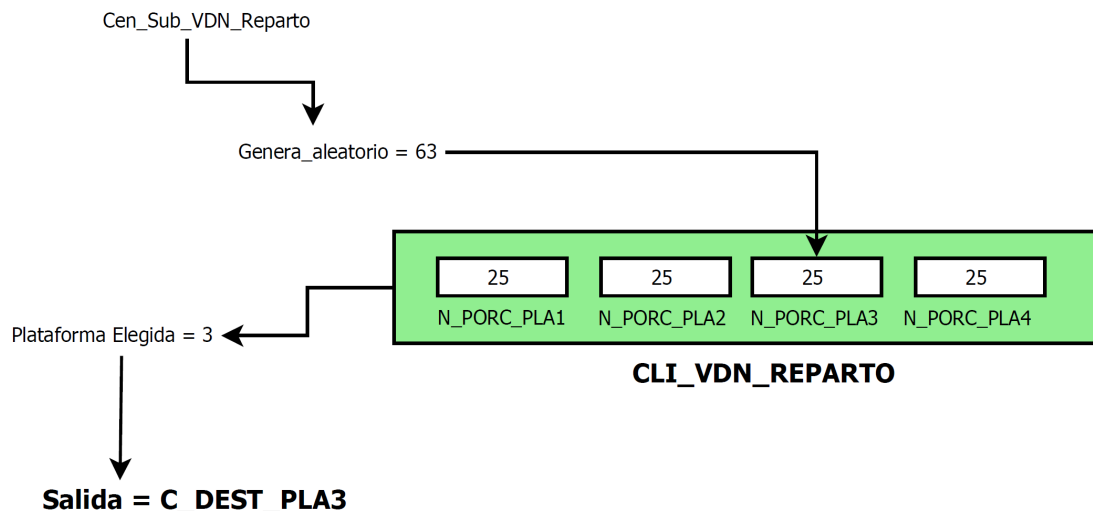 Cen_Sub_VDN_Reparto
Genera_aleatorio = 63
25 25 25 25
N_PORC_PLA1 N_PORC_PLA2 N_PORC_PLA3 N_PORC_PLA4
Plataforma Elegida = 3
CLI_VDN_REPARTO
Salida = C_DEST_PLA3